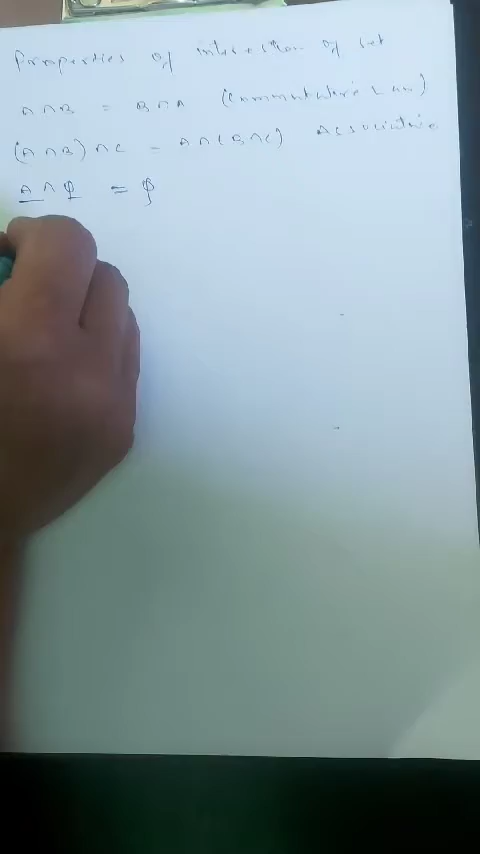 Properties of intersection of set
A ∩ B = B ∩ A (Commutative Law)
(A ∩ B) ∩ C = A ∩ (B ∩ C) Associative
A ∩ φ = φ